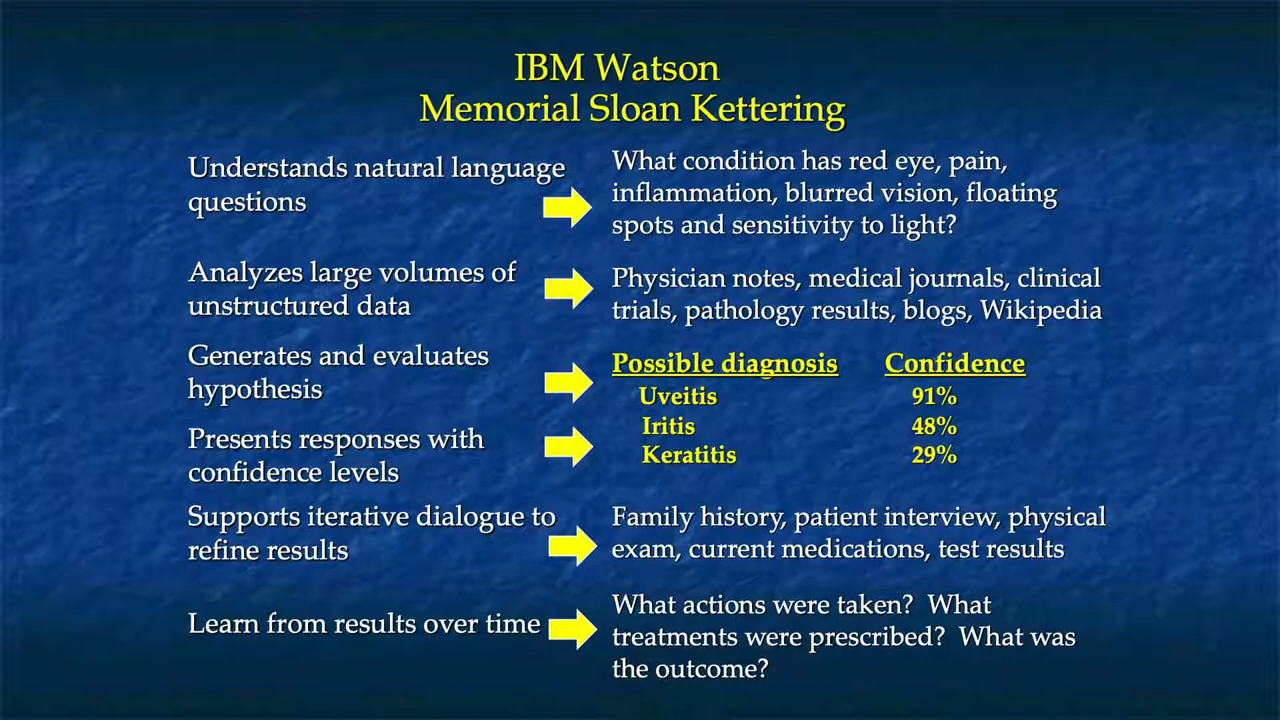 IBM Watson
Memorial Sloan Kettering
Understands natural language
questions
What condition has red eye, pain,
inflammation, blurred vision, floating
spots and sensitivity to light?
Analyzes large volumes of
unstructured data
Physician notes, medical journals, clinical
trials, pathology results, blogs, Wikipedia
Generates and evaluates
hypothesis
Presents responses with
confidence levels
Possible diagnosis Confidence
Uveitis 91%
Iritis 48%
Keratitis 29%
Supports iterative dialogue to
refine results
Family history, patient interview, physical
exam, current medications, test results
Learn from results over time
What actions were taken? What
treatments were prescribed? What was
the outcome?